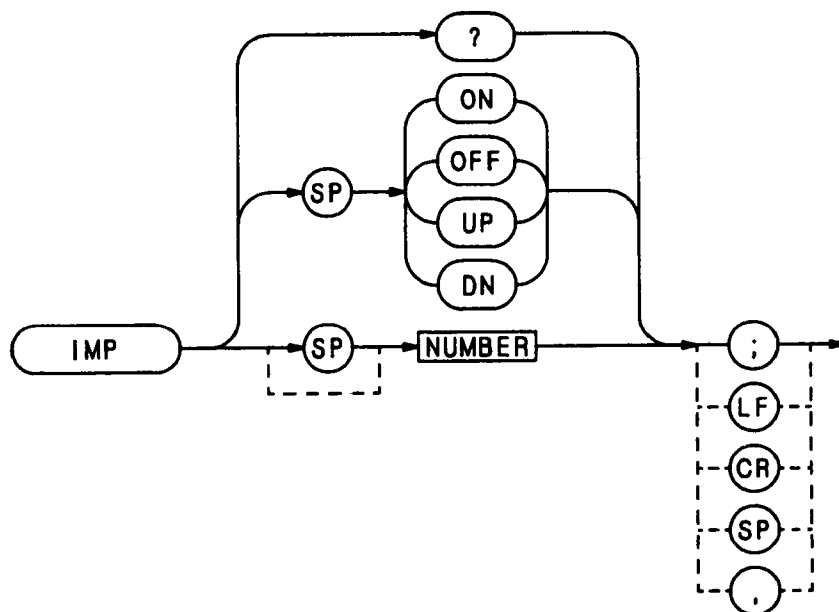 ?
ON
OFF
SP
UP
DN
IMP
SP
NUMBER
;
LF
CR
SP
,